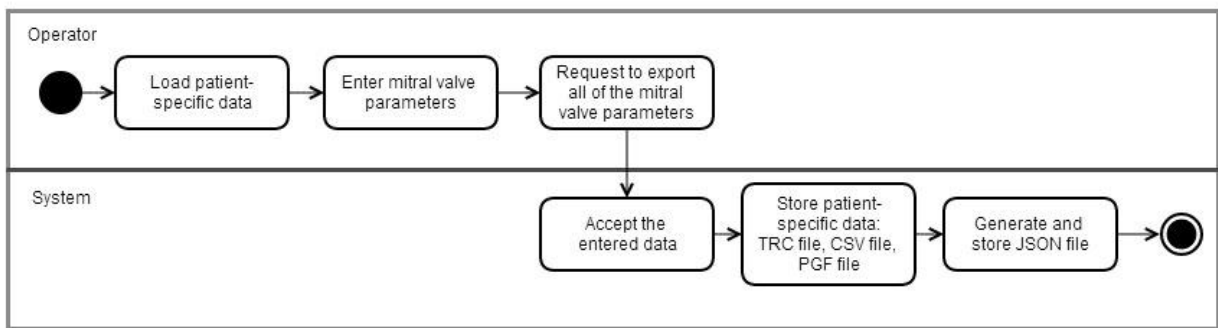 Operator
Load patient-
specific data
Enter mitral valve
parameters
Request to export
all of the mitral
valve parameters
System
Accept the
entered data
Store patient-
specific data:
TRC file, CSV file,
PGF file
Generate and
store JSON file